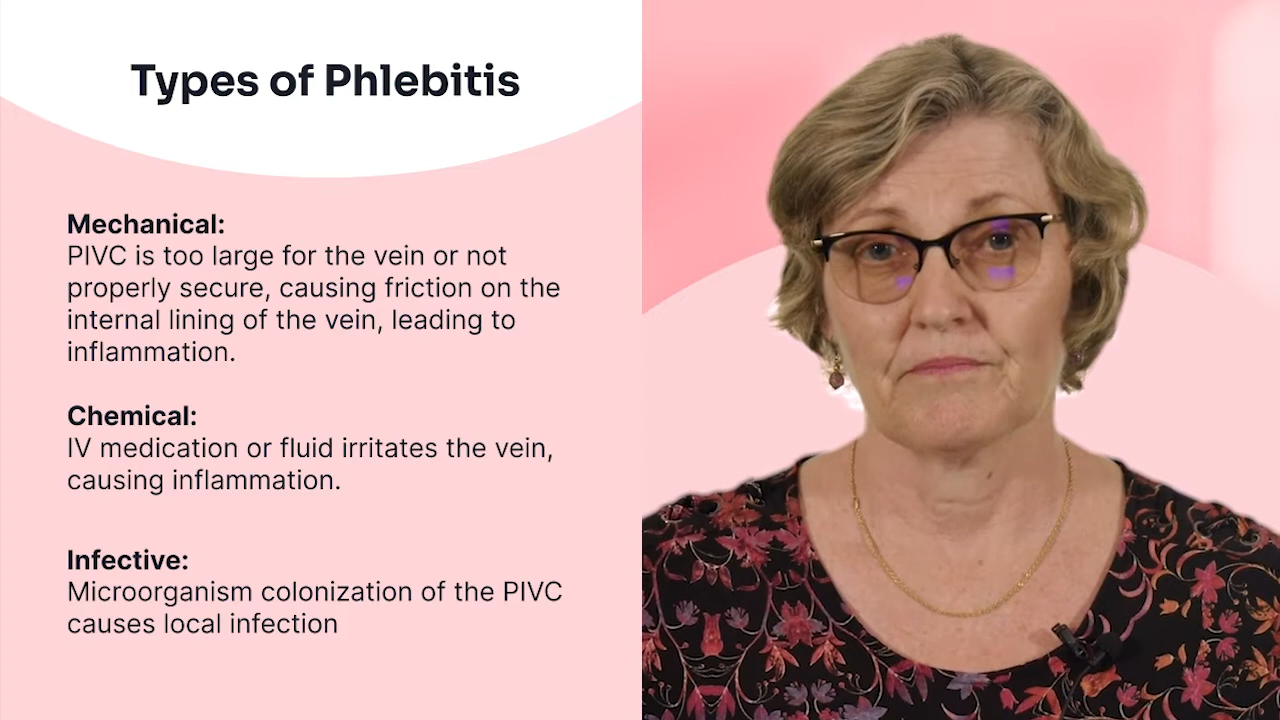 Types of Phlebitis
Mechanical:
PIVC is too large for the vein or not
properly secure, causing friction on the
internal lining of the vein, leading to
inflammation.
Chemical:
IV medication or fluid irritates the vein,
causing inflammation.
Infective:
Microorganism colonization of the PIVC
causes local infection